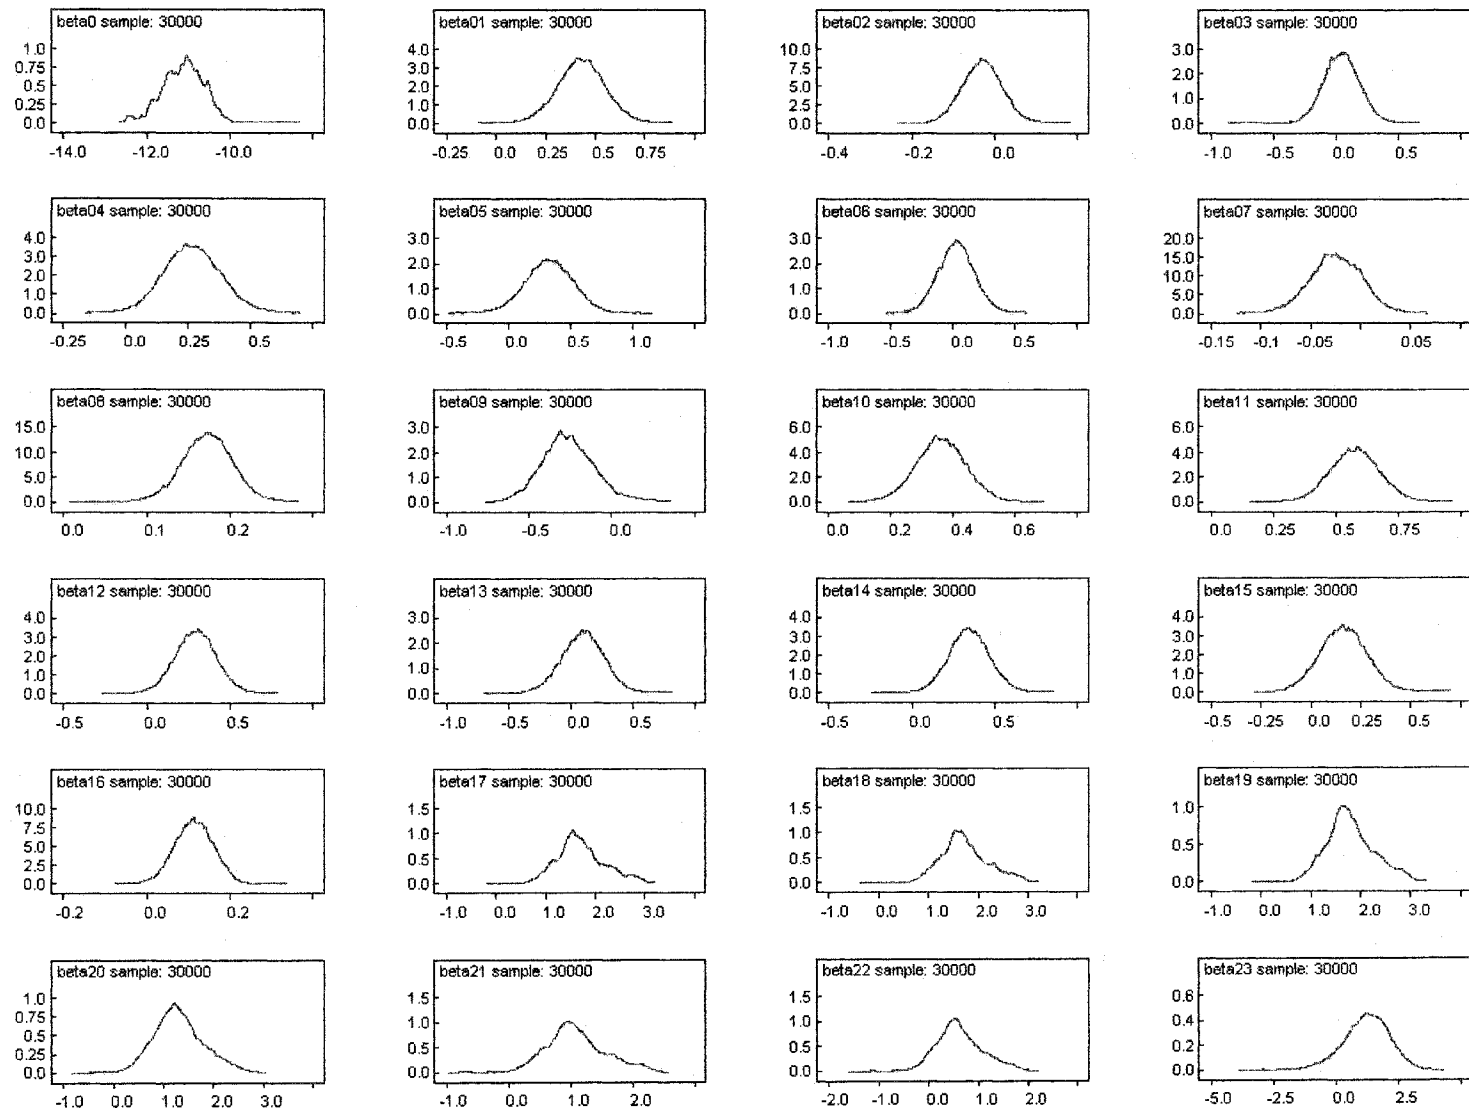 beta0 sample: 30000
1.0
0.75
0.5
0.25
0.0
-14.0 -12.0 -10.0
beta01 sample: 30000
4.0
3.0
2.0
1.0
0.0
-0.25 0.0 0.25 0.5 0.75
beta02 sample: 30000
10.0
7.5
5.0
2.5
0.0
-0.4 -0.2 0.0
beta03 sample: 30000
3.0
2.0
1.0
0.0
-1.0 -0.5 0.0 0.5
beta04 sample: 30000
4.0
3.0
2.0
1.0
0.0
-0.25 0.0 0.25 0.5
beta05 sample: 30000
3.0
2.0
1.0
0.0
-0.5 0.0 0.5 1.0
beta06 sample: 30000
3.0
2.0
1.0
0.0
-1.0 -0.5 0.0 0.5
beta07 sample: 30000
20.0
15.0
10.0
5.0
0.0
-0.15 -0.1 -0.05 0.05
beta08 sample: 30000
15.0
10.0
5.0
0.0
0.0 0.1 0.2
beta09 sample: 30000
3.0
2.0
1.0
0.0
-1.0 -0.5 0.0
beta10 sample: 30000
6.0
4.0
2.0
0.0
0.0 0.2 0.4 0.6
beta11 sample: 30000
6.0
4.0
2.0
0.0
0.0 0.25 0.5 0.75
beta12 sample: 30000
4.0
3.0
2.0
1.0
0.0
-0.5 0.0 0.5
beta13 sample: 30000
3.0
2.0
1.0
0.0
-1.0 -0.5 0.0 0.5
beta14 sample: 30000
4.0
3.0
2.0
1.0
0.0
-0.5 0.0 0.5
beta15 sample: 30000
4.0
3.0
2.0
1.0
0.0
-0.5 -0.25 0.0 0.25 0.5
beta16 sample: 30000
10.0
7.5
5.0
2.5
0.0
-0.2 0.0 0.2
beta17 sample: 30000
1.5
1.0
0.5
0.0
-1.0 0.0 1.0 2.0 3.0
beta18 sample: 30000
1.5
1.0
0.5
0.0
-1.0 0.0 1.0 2.0 3.0
beta19 sample: 30000
1.0
0.5
0.0
-1.0 0.0 1.0 2.0 3.0
beta20 sample: 30000
1.0
0.75
0.5
0.25
0.0
-1.0 0.0 1.0 2.0 3.0
beta21 sample: 30000
1.5
1.0
0.5
0.0
-1.0 0.0 1.0 2.0
beta22 sample: 30000
1.5
1.0
0.5
0.0
-2.0 -1.0 0.0 1.0 2.0
beta23 sample: 30000
0.6
0.4
0.2
0.0
-5.0 -2.5 0.0 2.5